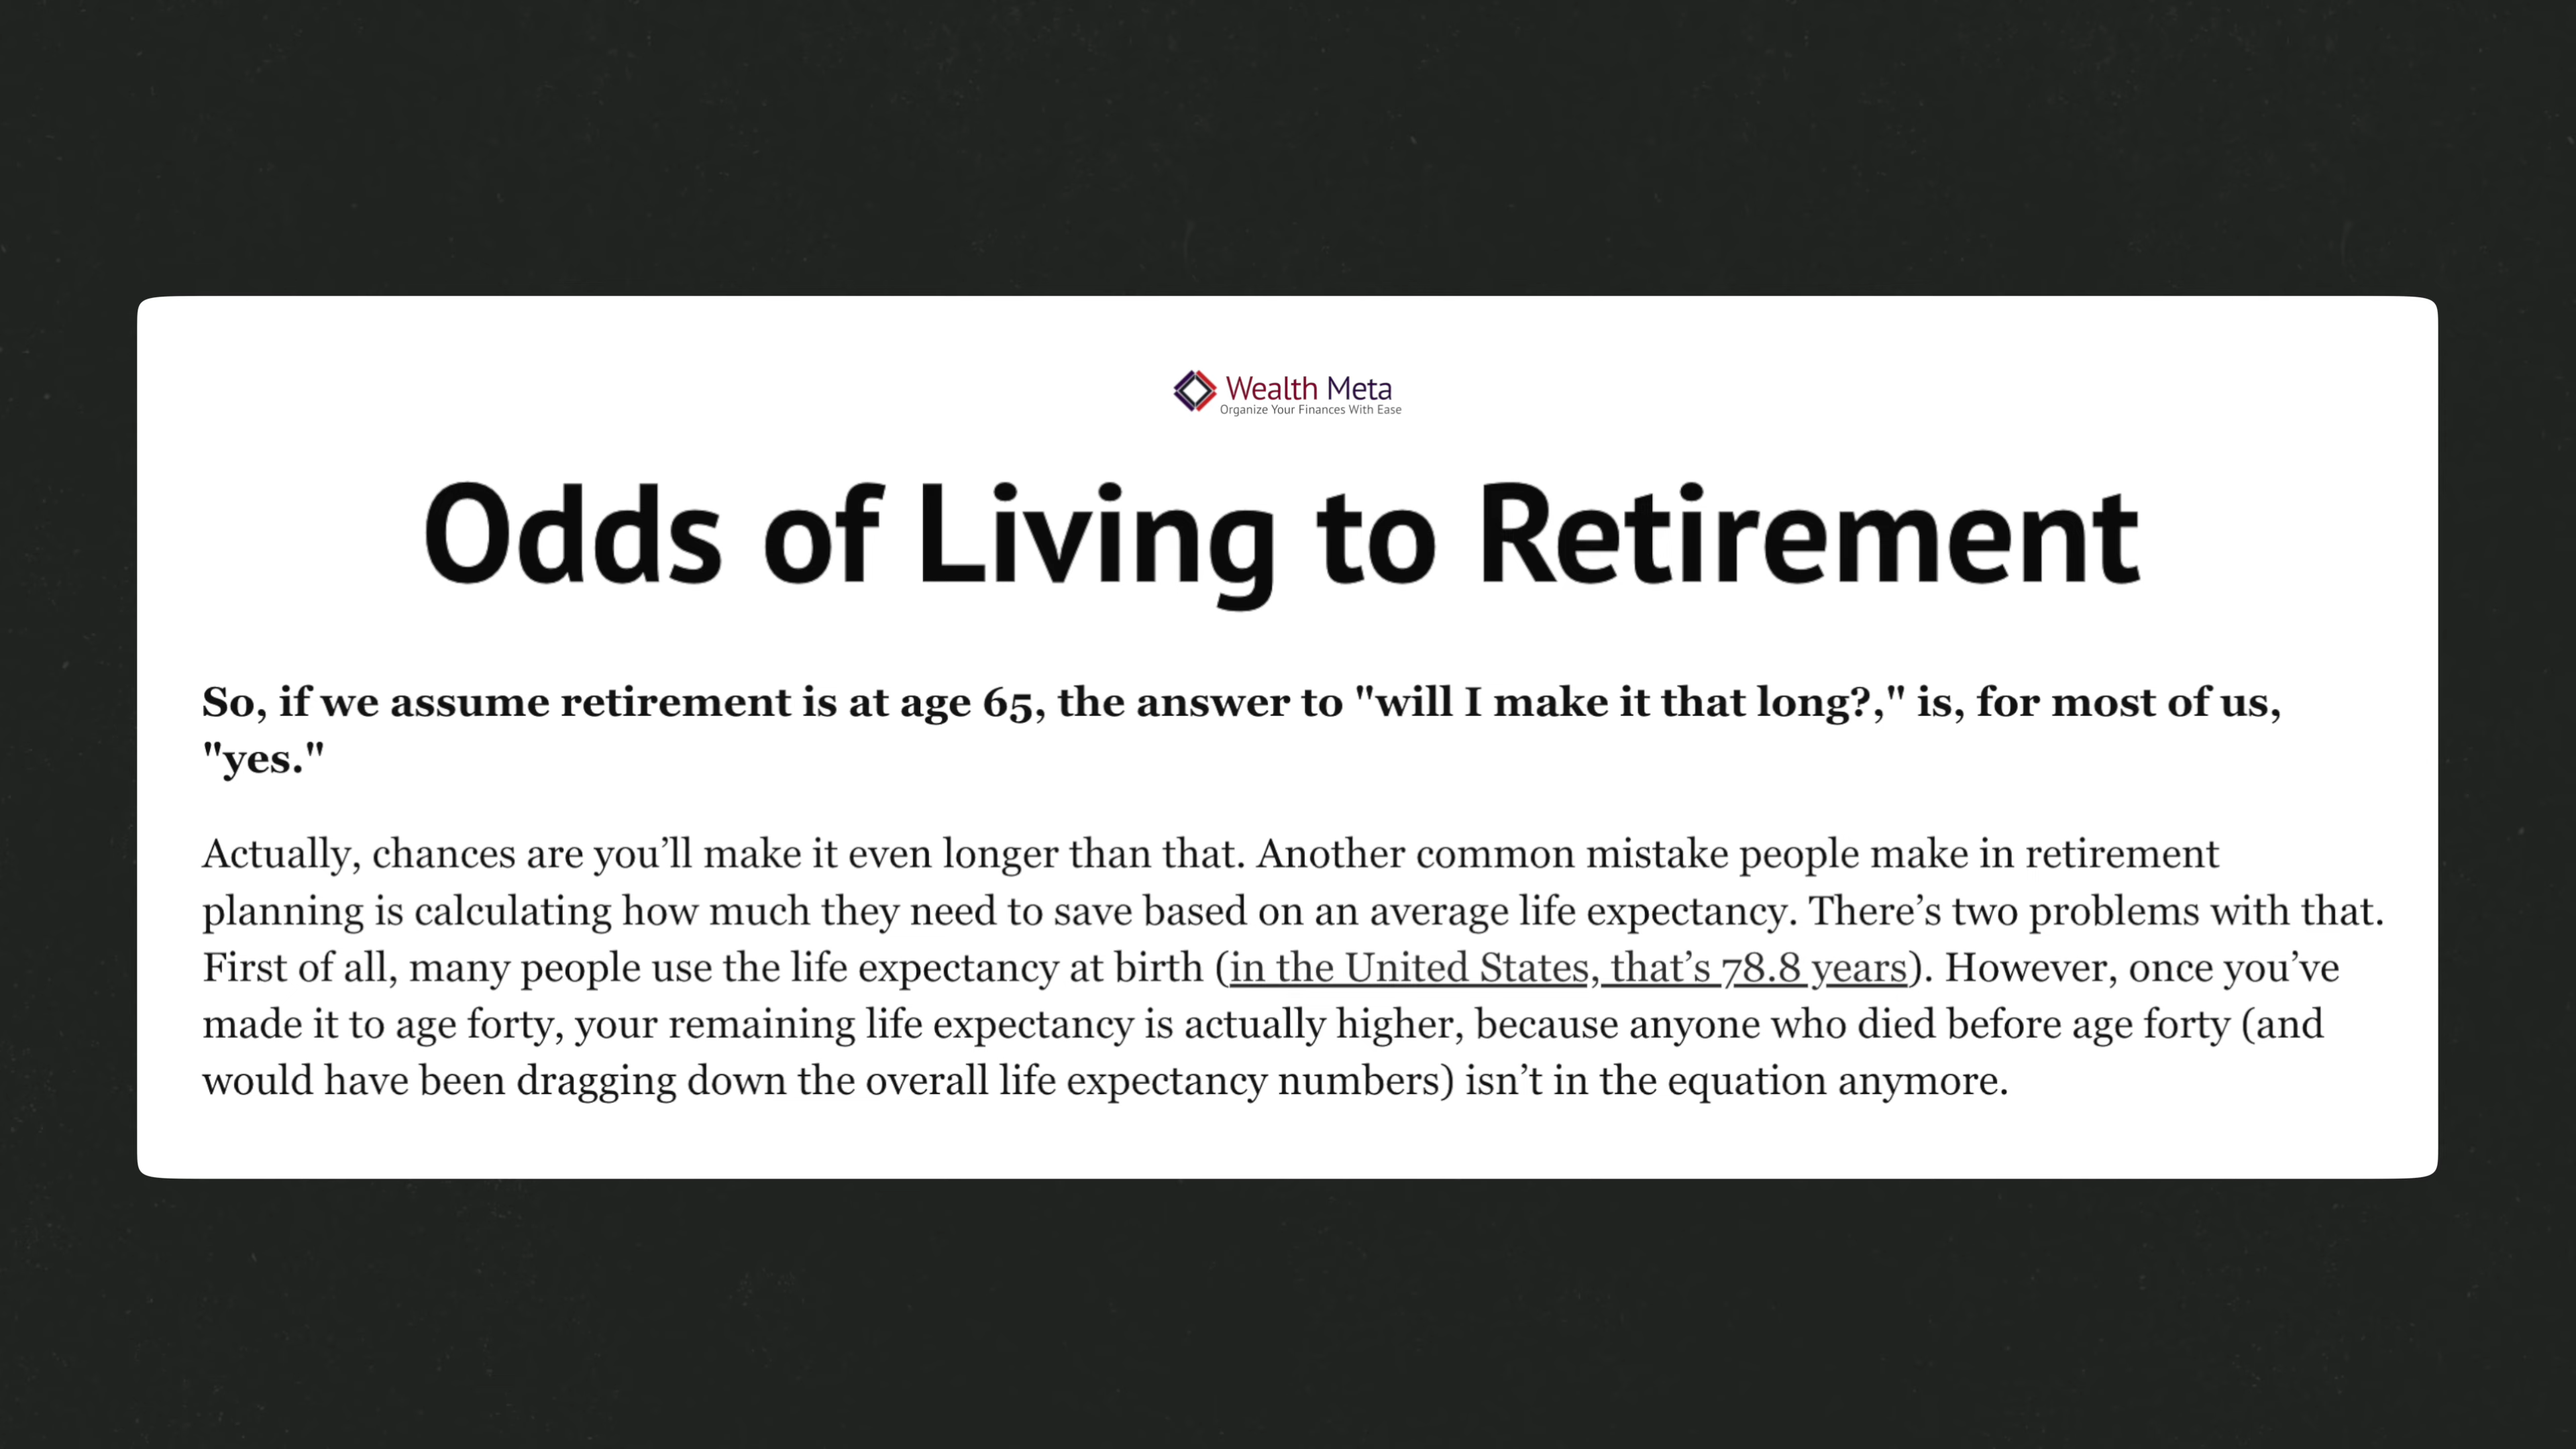 Wealth Meta
Organize Your Finances With Ease
Odds of Living to Retirement
So, if we assume retirement is at age 65, the answer to "will I make it that long?," is, for most of us,
"yes."
Actually, chances are you’ll make it even longer than that. Another common mistake people make in retirement
planning is calculating how much they need to save based on an average life expectancy. There’s two problems with that.
First of all, many people use the life expectancy at birth (in the United States, that’s 78.8 years). However, once you’ve
made it to age forty, your remaining life expectancy is actually higher, because anyone who died before age forty (and
would have been dragging down the overall life expectancy numbers) isn’t in the equation anymore.